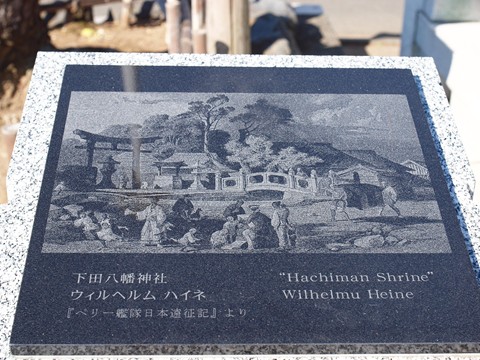 下田八幡神社
ウィルヘルム ハイネ
『ペリー艦隊日本遠征記』より
"Hachiman Shrine"
Wilhelmu Heine